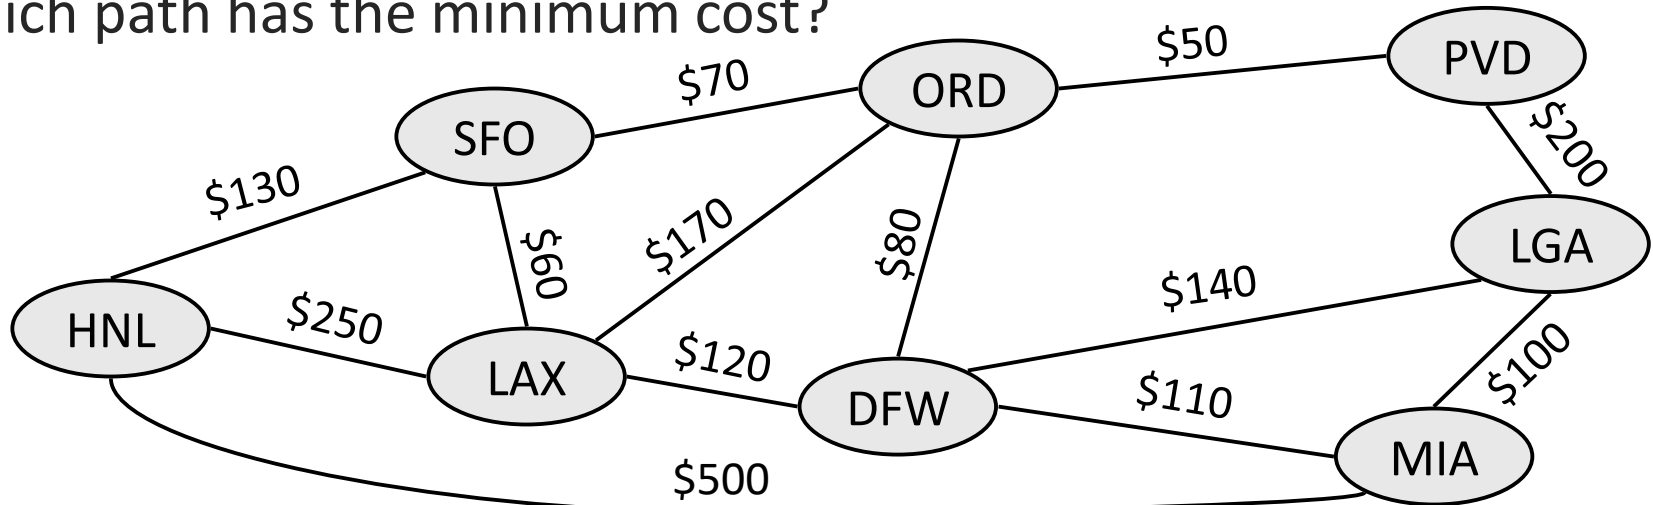 ich path has the minimum cost?
$50
PVD
$70
ORD
SFO
$200
$130
$170
$60
$80
LGA
$140
HNL
$250
$120
LAX
$100
DFW
$110
MIA
$500